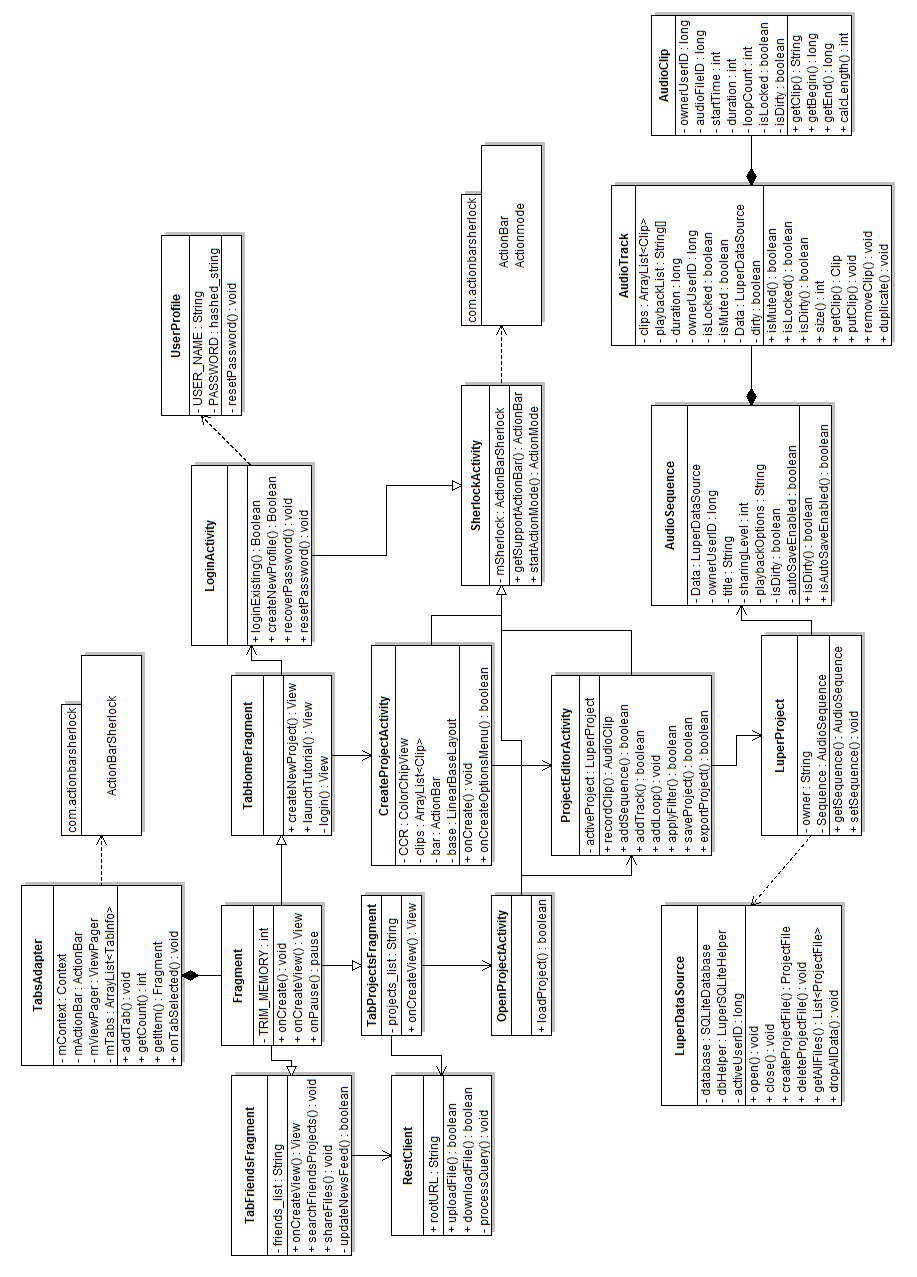 TabsAdapter
- mContext : Context
- mActionBar : ActionBar
- mViewPager : ViewPager
- mTabs : ArrayList<TabInfo>
+ addTab() : void
+ getCount() : int
+ getItem() : Fragment
+ onTabSelected() : void
com.actionbarsherlock
ActionBarSherlock
UserProfile
- USER_NAME : String
- PASSWORD : hashed_string
- resetPassword() : void
LoginActivity
+ loginExisting() : Boolean
+ createNewProfile() : Boolean
+ recoverPassword() : void
+ resetPassword() : void
TabFriendsFragment
- friends_list : String
+ onCreateView() : View
+ searchFriendsProjects() : void
+ shareFiles() : void
- updateNewsFeed() : boolean
Fragment
- TRIM_MEMORY : int
+ onCreate() : void
+ onCreateView() : View
+ onPause() : pause
TabHomeFragment
+ createNewProject() : View
+ launchTutorial() : View
- login() : View
TabProjectsFragment
- projects_list : String
+ onCreateView() : View
CreateProjectActivity
- CCR : ColorChipView
- clips : ArrayList<Clip>
- bar : ActionBar
- base : LinearBaseLayout
+ onCreate() : void
+ onCreateOptionsMenu() : boolean
SherlockActivity
- mSherlock : ActionBarSherlock
+ getSupportActionBar() : ActionBar
+ startActionMode() : ActionMode
com.actionbarsherlock
ActionBar
Actionmode
RestClient
+ rootURL : String
+ uploadFile() : boolean
+ downloadFile() : boolean
- processQuery() : void
OpenProjectActivity
+ loadProject() : boolean
ProjectEditorActivity
- activeProject : LuperProject
+ recordClip() : AudioClip
+ addSequence() : boolean
+ addTrack() : boolean
+ addLoop() : void
+ applyFilter() : boolean
+ saveProject() : boolean
+ exportProject() : boolean
LuperDataSource
- database : SQLiteDatabase
- dbHelper : LuperSQLiteHelper
- activeUserID : long
+ open() : void
+ close() : void
+ createProjectFile() : ProjectFile
+ deleteProjectFile() : void
+ getAllFiles() : List<ProjectFile>
+ dropAllData() : void
LuperProject
- owner : String
- Sequence : AudioSequence
+ getSequence() : AudioSequence
+ setSequence() : void
AudioSequence
- Data : LuperDataSource
- ownerUserID : long
- title : String
- sharingLevel : int
- playbackOptions : String
- isDirty : boolean
- autoSaveEnabled : boolean
+ isDirty() : boolean
+ isAutoSaveEnabled() : boolean
AudioTrack
- clips : ArrayList<Clip>
- playbackList : String[]
- duration : long
- ownerUserID : long
- isLocked : boolean
- isMuted : boolean
- Data : LuperDataSource
- dirty : boolean
+ isMuted() : boolean
+ isLocked() : boolean
+ isDirty() : boolean
+ size() : int
+ getClip() : Clip
+ putClip() : void
+ removeClip() : void
+ duplicate() : void
AudioClip
- ownerUserID : long
- audioFileID : long
- startTime : int
- duration : int
- loopCount : int
- isLocked : boolean
- isDirty : boolean
+ getClip() : String
+ getBegin() : long
+ getEnd() : long
+ calcLength() : int